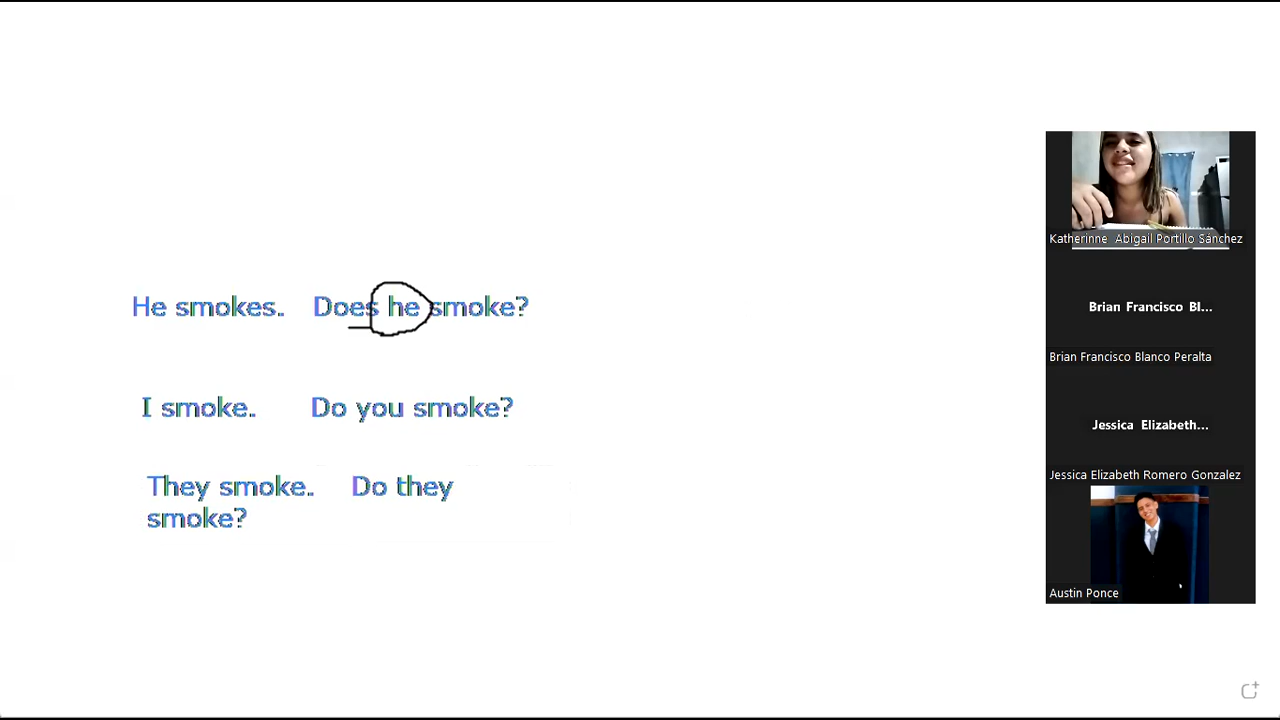 He smokes. Does he smoke?
I smoke. Do you smoke?
They smoke. Do they
smoke?
Katherinne Abigail Portillo Sánchez
Brian Francisco Bl...
Brian Francisco Blanco Peralta
Jessica Elizabeth...
Jessica Elizabeth Romero Gonzalez
Austin Ponce